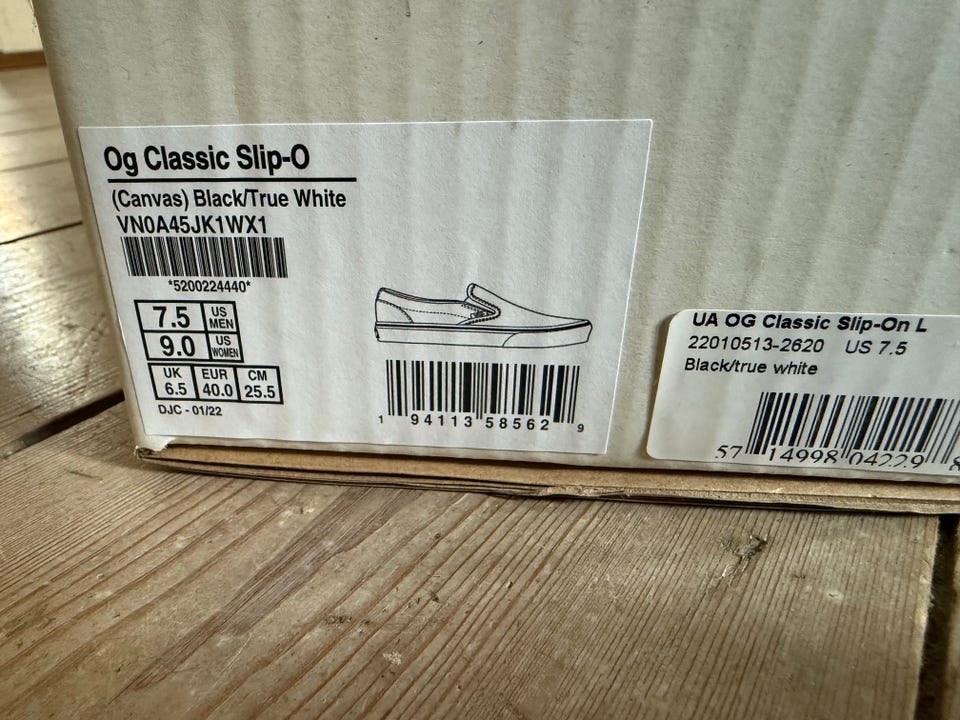 Og Classic Slip-O
(Canvas) Black/True White
VN0A45JK1WX1
*5200224440*
7.5 US MEN
9.0 US WOMEN
UK EUR CM
6.5 40.0 25.5
DJC - 01/22
1 94113 58562 9
UA OG Classic Slip-On L
22010513-2620 US 7.5
Black/true white
57 14998 04229 8